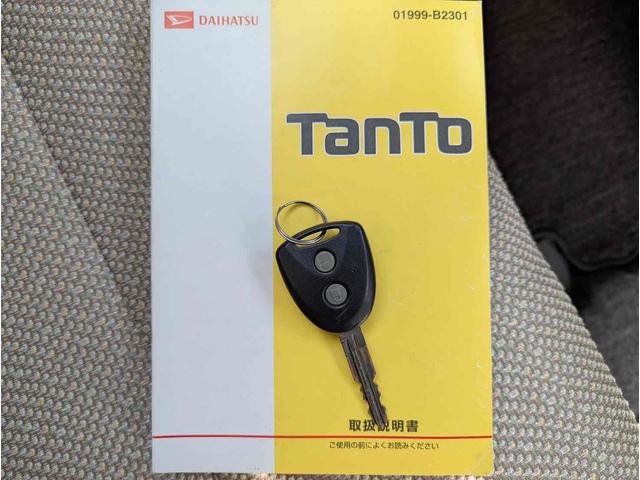 DAIHATSU
01999-B2301
TanTo
取扱説明書
ご使用の前によくお読みください